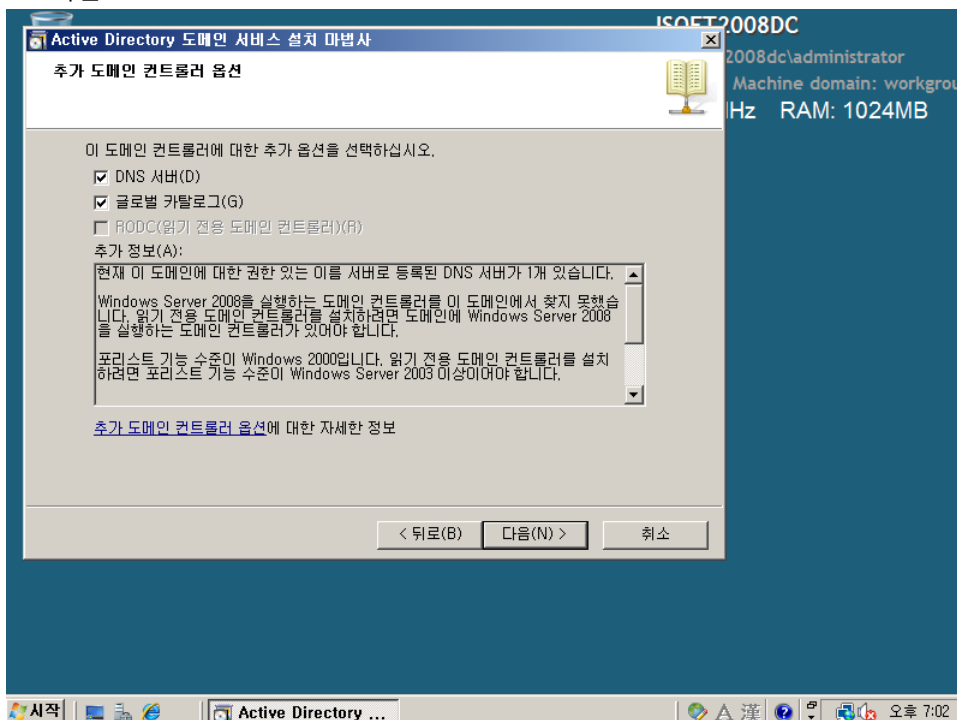 ISOFT2008DC
Active Directory 도메인 서비스 설치 마법사
2008dc\administrator
추가 도메인 컨트롤러 옵션
Machine domain: workgrou
Hz RAM: 1024MB
이 도메인 컨트롤러에 대한 추가 옵션을 선택하십시오.
DNS 서버(D)
글로벌 카탈로그(G)
RODC(읽기 전용 도메인 컨트롤러)(R)
추가 정보(A):
현재 이 도메인에 대한 권한 있는 이름 서버로 등록된 DNS 서버가 1개 있습니다.
Windows Server 2008을 실행하는 도메인 컨트롤러를 이 도메인에서 찾지 못했습
니다. 읽기 전용 도메인 컨트롤러를 설치하려면 도메인에 Windows Server 2008
을 실행하는 도메인 컨트롤러가 있어야 합니다.
포리스트 기능 수준이 Windows 2000입니다. 읽기 전용 도메인 컨트롤러를 설치
하려면 포리스트 기능 수준이 Windows Server 2003 이상이어야 합니다.
추가 도메인 컨트롤러 옵션에 대한 자세한 정보
< 뒤로(B) 다음(N) > 취소
시작 Active Directory ... A 漢 오후 7:02